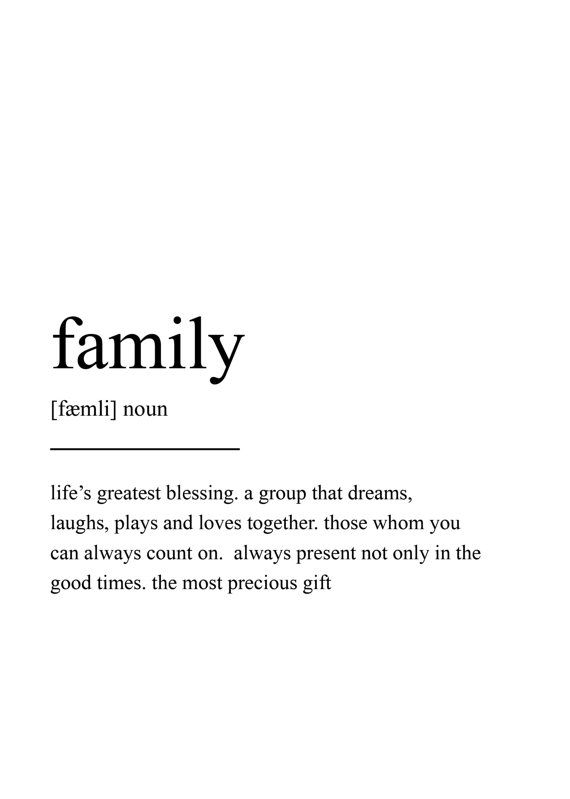 family
[fæmli] noun
life’s greatest blessing. a group that dreams,
laughs, plays and loves together. those whom you
can always count on.  always present not only in the
good times. the most precious gift